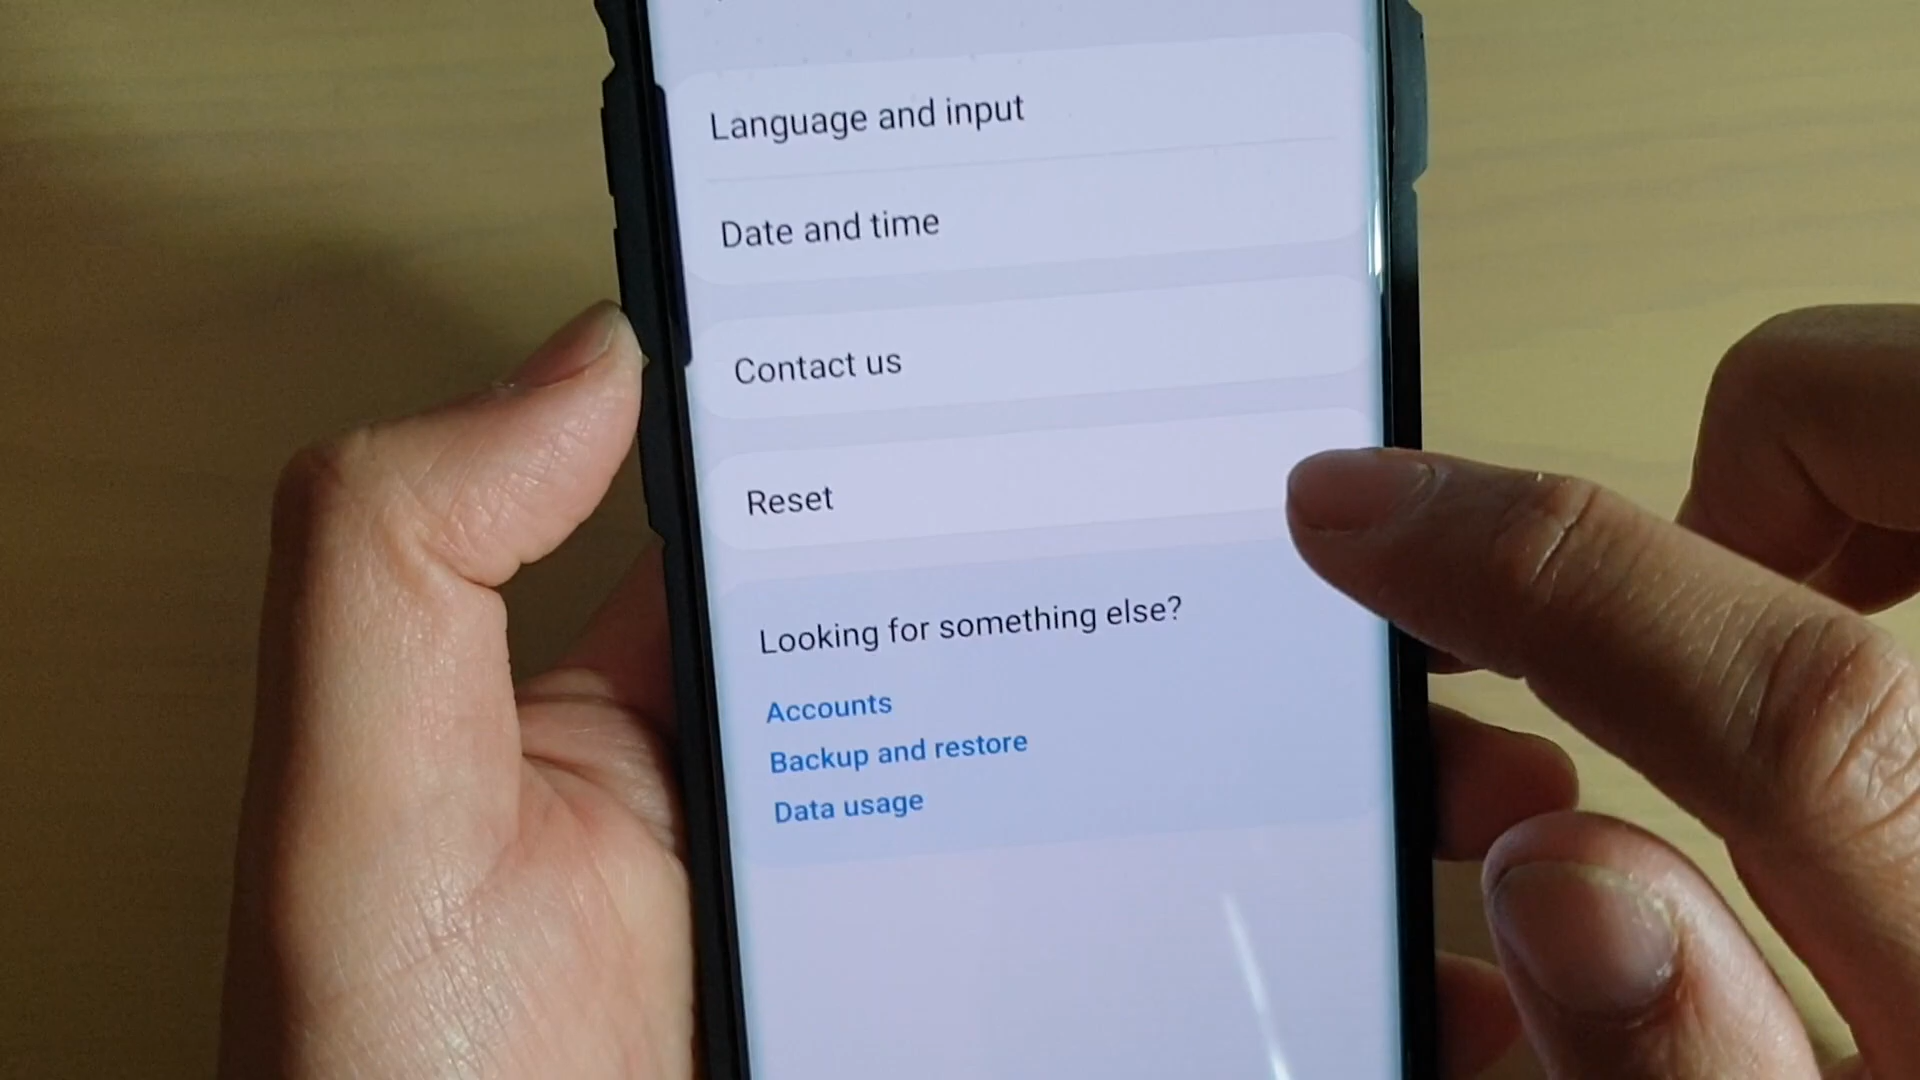 Language and input
Date and time
Contact us
Reset
Looking for something else?
Accounts
Backup and restore
Data usage